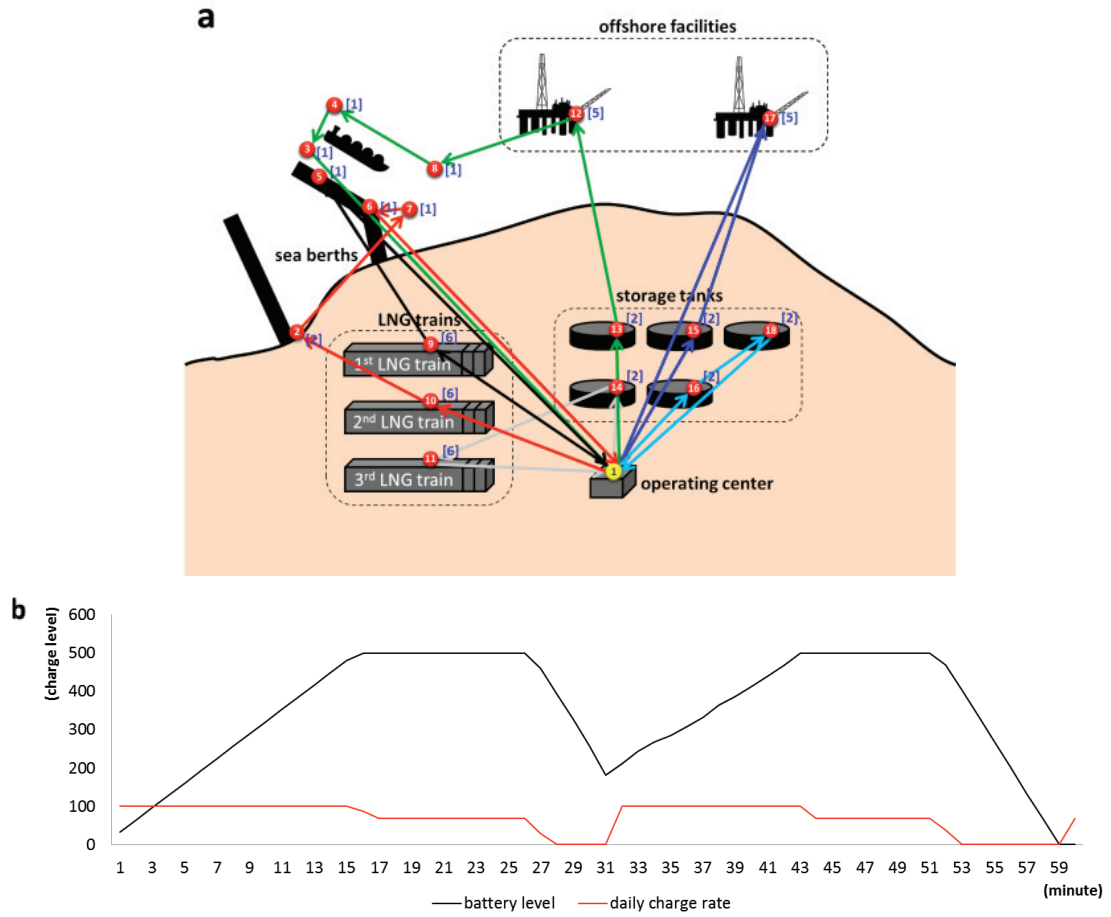 a
offshore facilities
4 [1]
12 [5]
17 [5]
3 [1]
8 [1]
5 [1]
6 [1] 7 [1]
sea berths
storage tanks
LNG trains
2 [2]
13 [2] 15 [2] 18 [2]
9 [6]
1st LNG train
14 [2] 16 [2]
10 [6]
2nd LNG train
11 [6]
3rd LNG train
1
operating center
b
(charge level)
600
500
400
300
200
100
0
1 3 5 7 9 11 13 15 17 19 21 23 25 27 29 31 33 35 37 39 41 43 45 47 49 51 53 55 57 59
(minute)
battery level daily charge rate